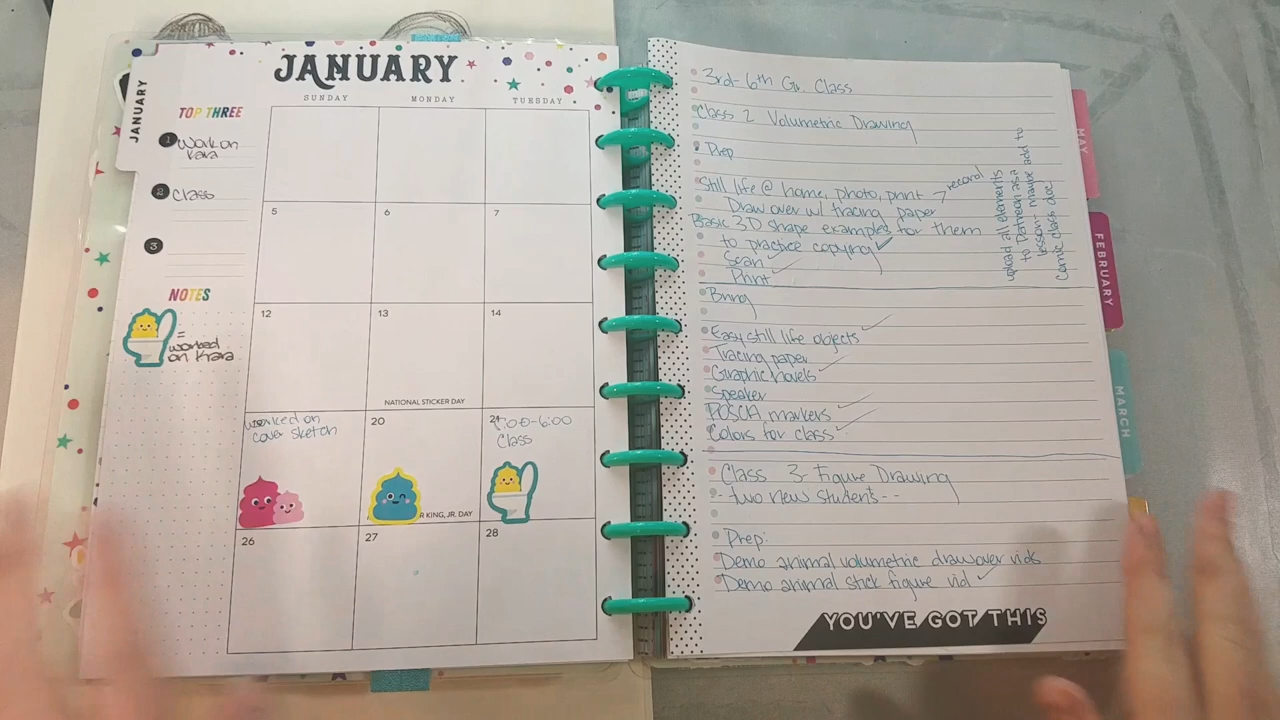 JANUARY
JANUARY
SUNDAY MONDAY TUESDAY
TOP THREE
1 Work on
Kara
2 Class
3
NOTES
=
worked
on Kara
5 6 7
12 13 14
NATIONAL STICKER DAY
worked on
cover sketch
20
21
00-6:00
Class
R KING, JR. DAY
26 27 28
3rd-6th Gr. Class
Class 2 Volumetric Drawing
Prep
Still life @ home, photo, print → record
Draw over w/ tracing paper
Basic 3D shape examples for them
to practice copying
Scan
Print
upload all elements
to Patreon as a
lesson- maybe add to
comic class doc
Bring
Easy still life objects
Tracing paper
Graphic novels
Speaker
POSCA markers
Colors for class
Class 3- Figure Drawing
-- two new students --
Prep:
Demo animal volumetric drawover vids
Demo animal stick figure vid
YOU'VE GOT THIS
MAY
FEBRUARY
MARCH